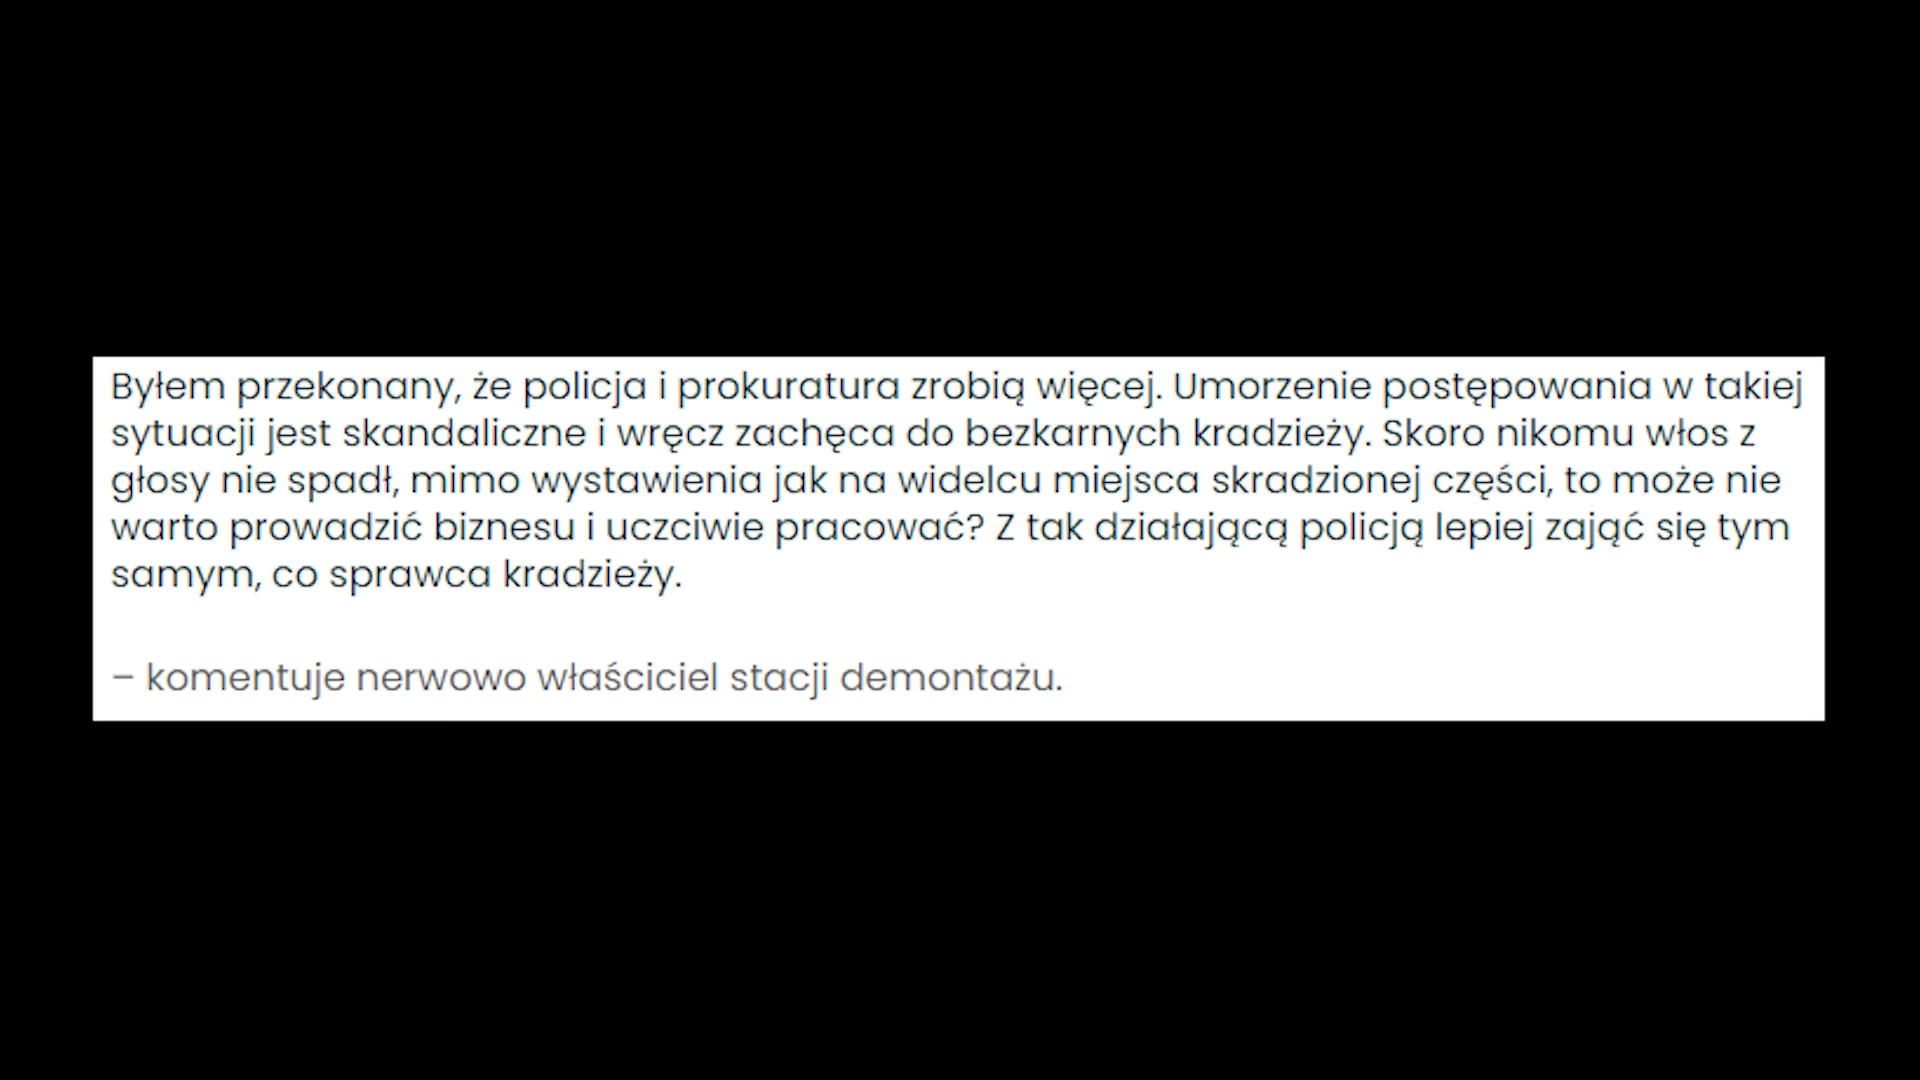 Byłem przekonany, że policja i prokuratura zrobią więcej. Umorzenie postępowania w takiej
sytuacji jest skandaliczne i wręcz zachęca do bezkarnych kradzieży. Skoro nikomu włos z
głosy nie spadł, mimo wystawienia jak na widelcu miejsca skradzionej części, to może nie
warto prowadzić biznesu i uczciwie pracować? Z tak działającą policją lepiej zająć się tym
samym, co sprawca kradzieży.
– komentuje nerwowo właściciel stacji demontażu.